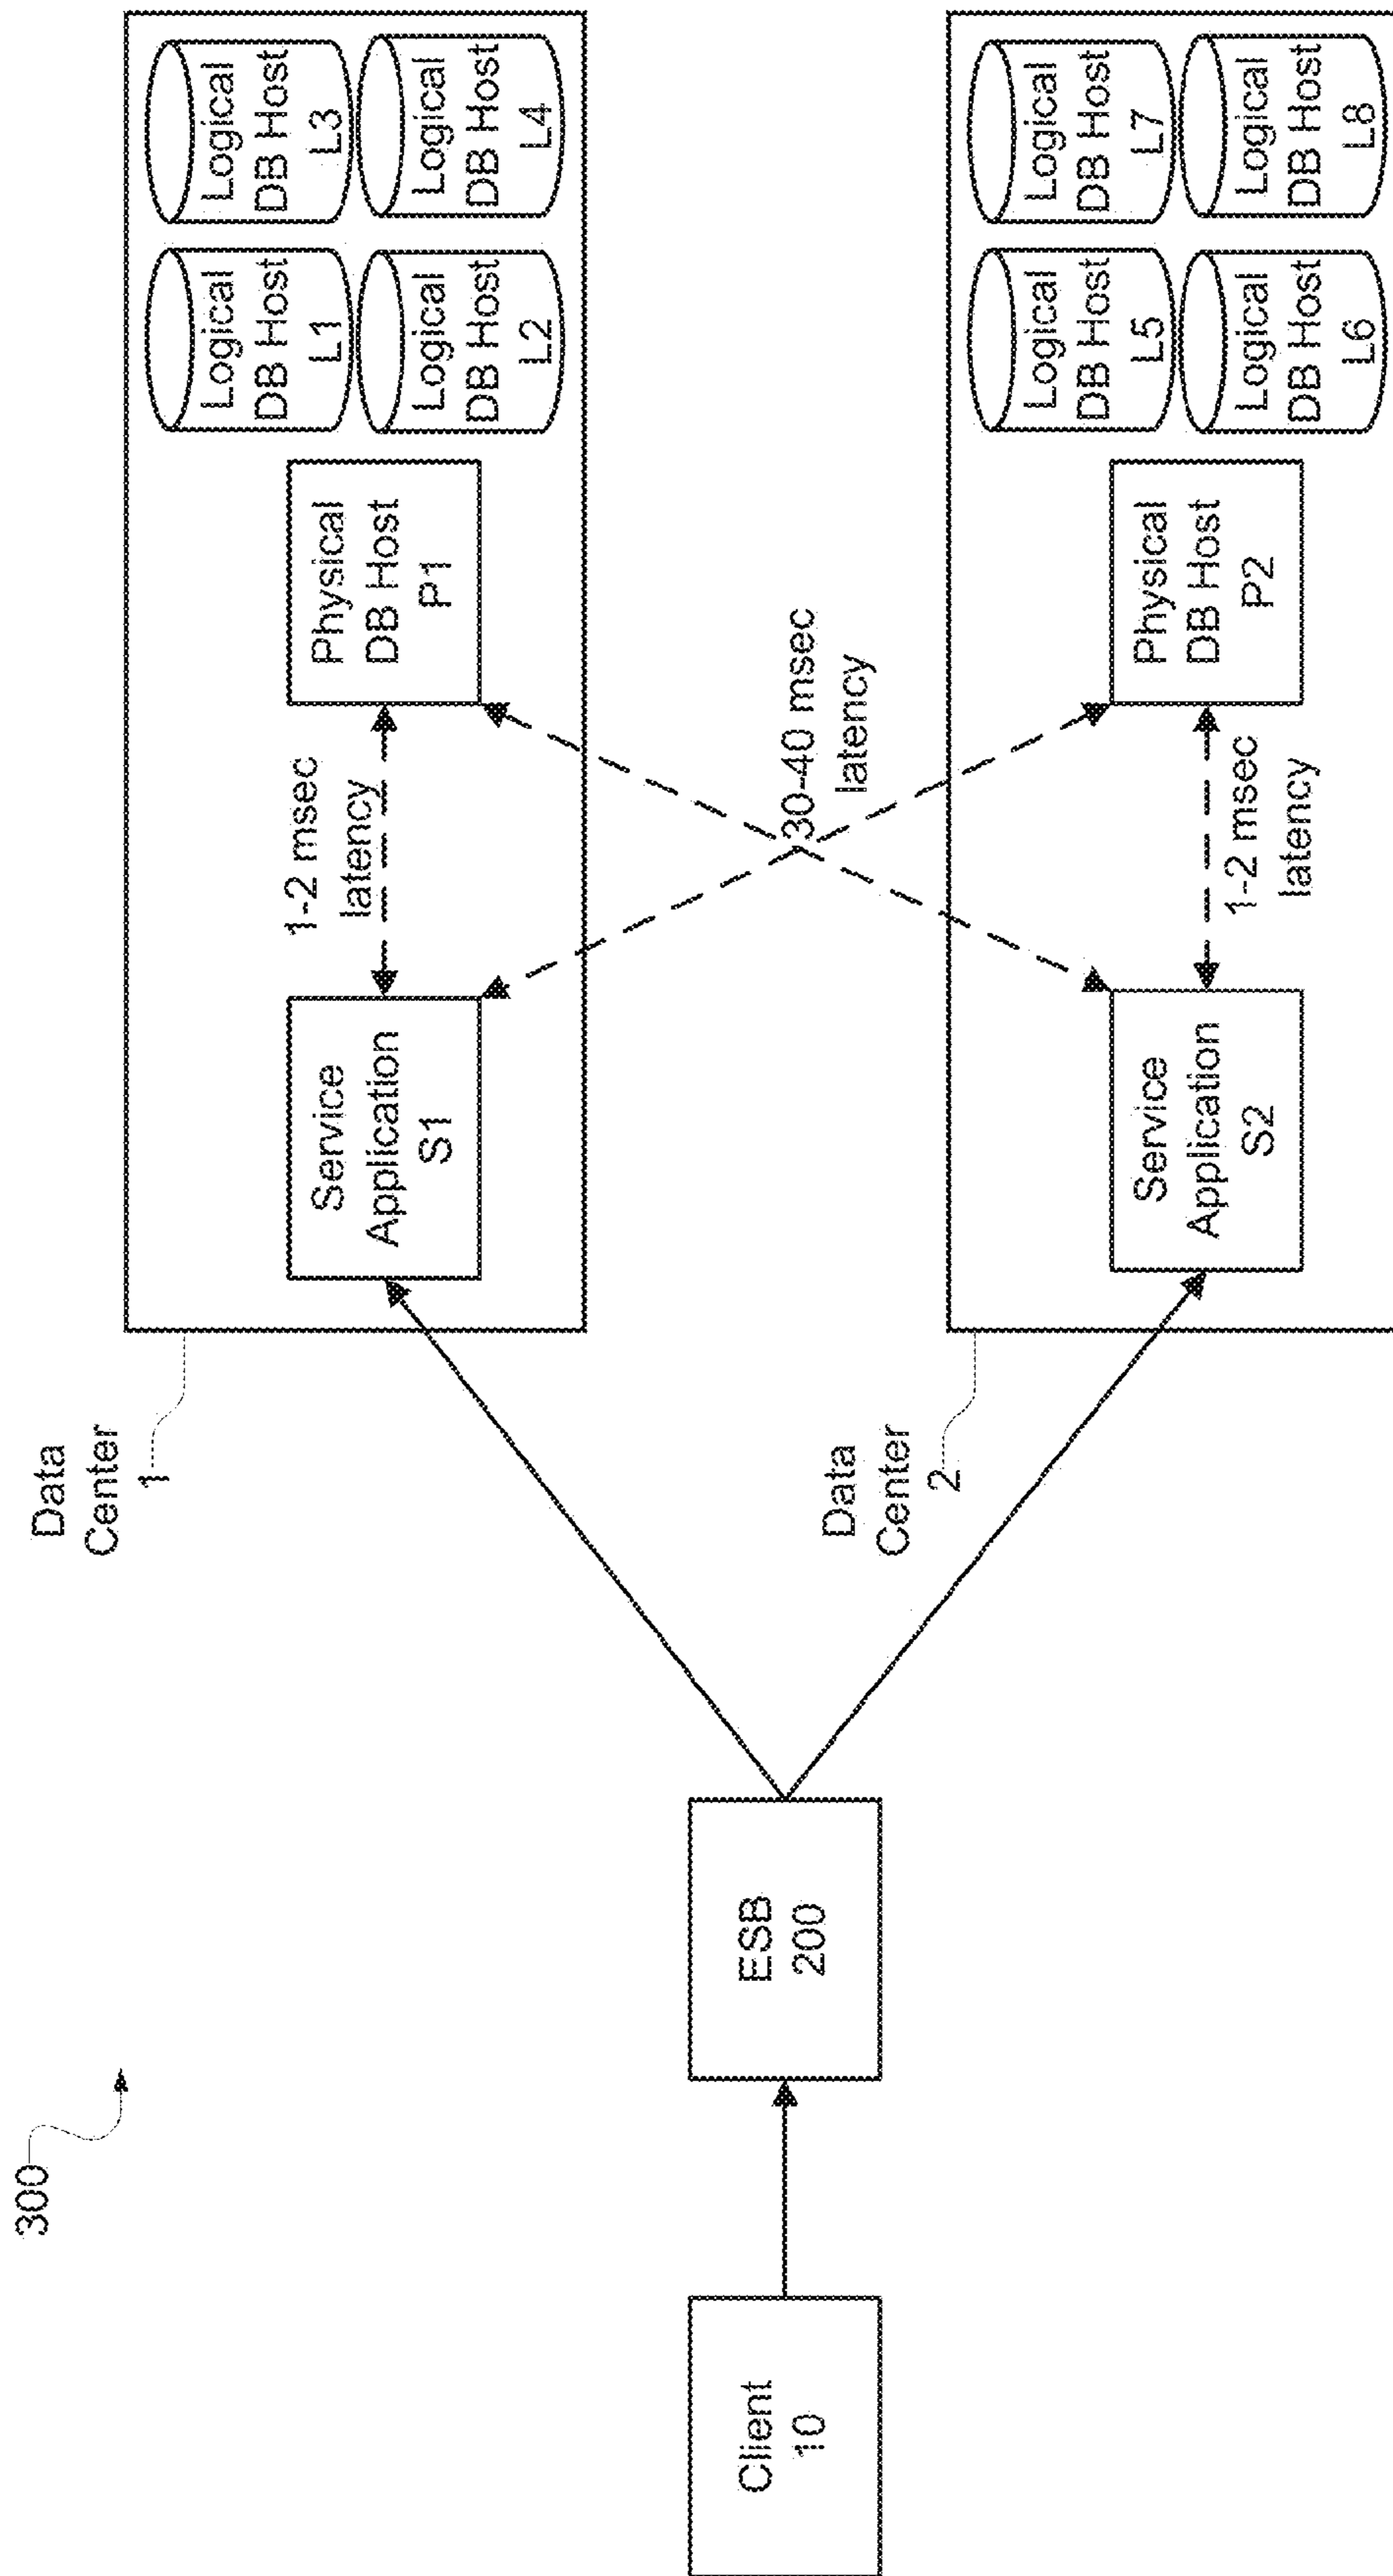 300
Client
10
ESB
200
Data
Center
1
Service
Application
S1
1-2 msec
latency
Physical
DB Host
P1
Logical
DB Host
L1
Logical
DB Host
L3
Logical
DB Host
L2
Logical
DB Host
L4
30-40 msec
latency
Data
Center
2
Service
Application
S2
1-2 msec
latency
Physical
DB Host
P2
Logical
DB Host
L5
Logical
DB Host
L7
Logical
DB Host
L6
Logical
DB Host
L8